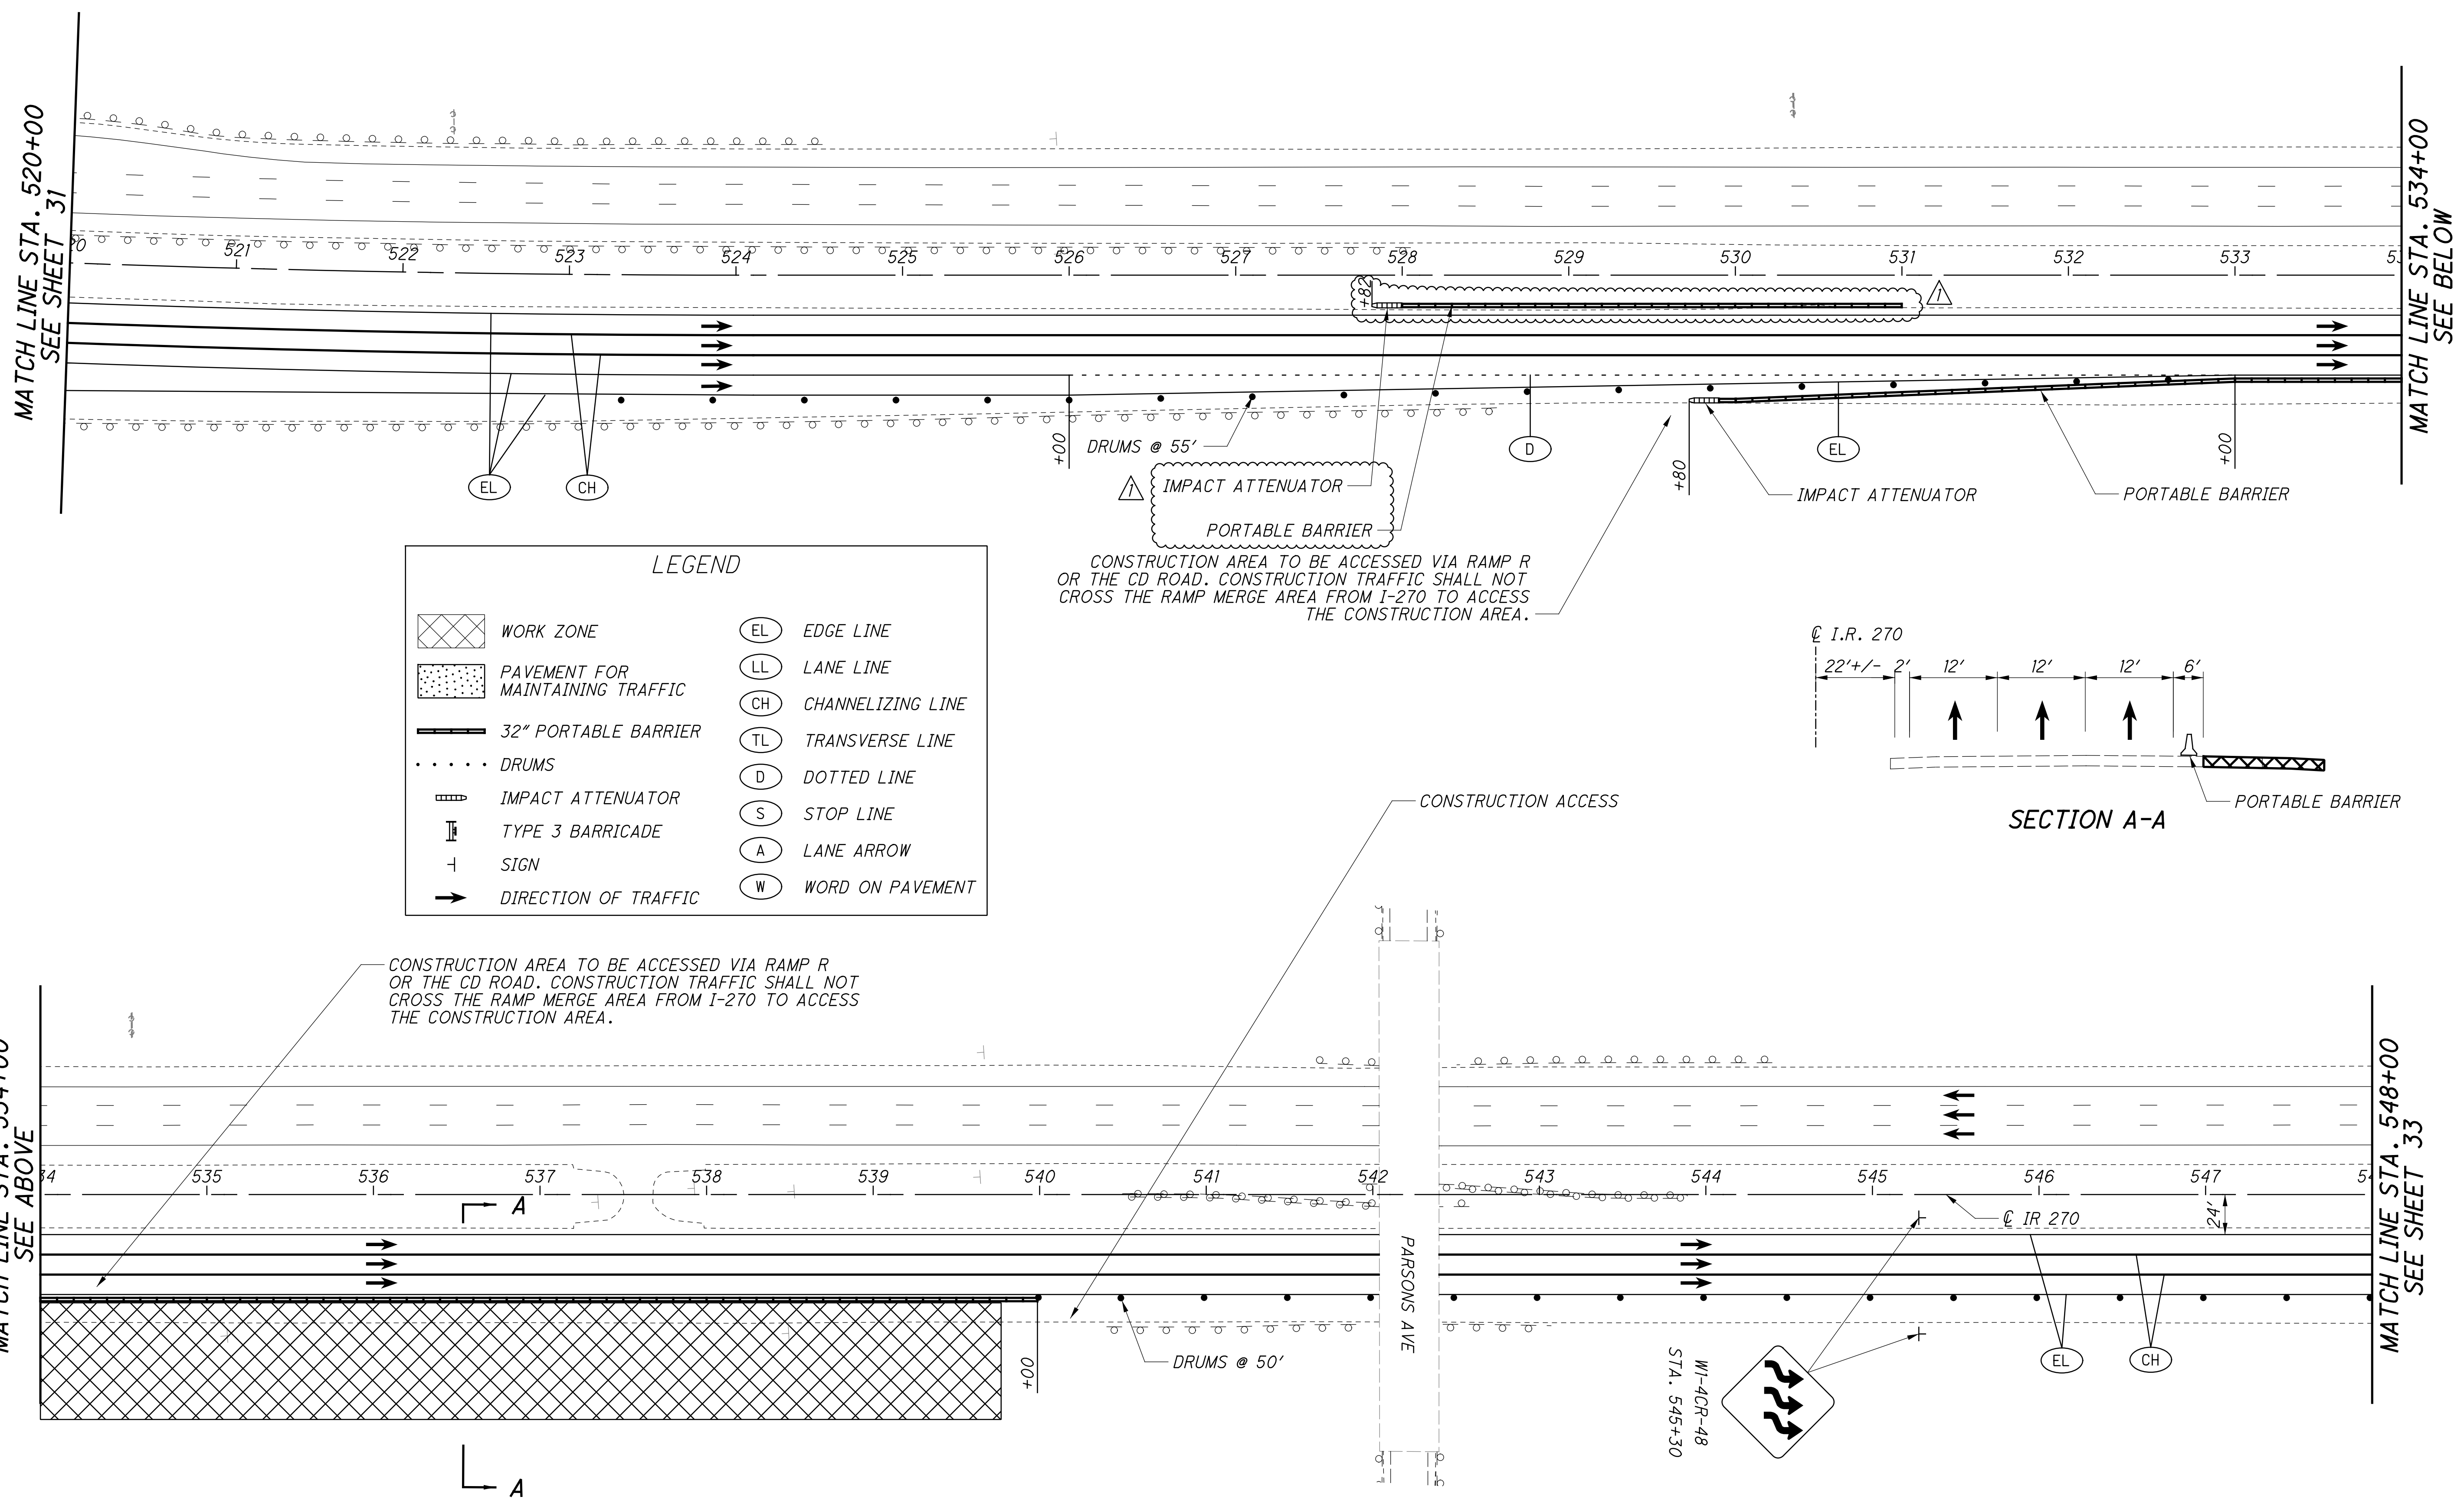 MATCH LINE STA. 520+00
SEE SHEET 31
520
521
522
523
524
525
526
527
528
529
530
531
532
533
MATCH LINE STA. 534+00
SEE BELOW
+82
1
EL
CH
+00
DRUMS @ 55'
D
+80
EL
+00
1
IMPACT ATTENUATOR
PORTABLE BARRIER
IMPACT ATTENUATOR
PORTABLE BARRIER
CONSTRUCTION AREA TO BE ACCESSED VIA RAMP R
OR THE CD ROAD. CONSTRUCTION TRAFFIC SHALL NOT
CROSS THE RAMP MERGE AREA FROM I-270 TO ACCESS
THE CONSTRUCTION AREA.
LEGEND
WORK ZONE
PAVEMENT FOR
MAINTAINING TRAFFIC
32" PORTABLE BARRIER
DRUMS
IMPACT ATTENUATOR
TYPE 3 BARRICADE
SIGN
DIRECTION OF TRAFFIC
EL EDGE LINE
LL LANE LINE
CH CHANNELIZING LINE
TL TRANSVERSE LINE
D DOTTED LINE
S STOP LINE
A LANE ARROW
W WORD ON PAVEMENT
℄ I.R. 270
22'+/- 2' 12' 12' 12' 6'
PORTABLE BARRIER
SECTION A-A
CONSTRUCTION ACCESS
CONSTRUCTION AREA TO BE ACCESSED VIA RAMP R
OR THE CD ROAD. CONSTRUCTION TRAFFIC SHALL NOT
CROSS THE RAMP MERGE AREA FROM I-270 TO ACCESS
THE CONSTRUCTION AREA.
MATCH LINE STA. 534+00
SEE ABOVE
34
535
536
537
538
539
540
541
542
543
544
545
546
547
MATCH LINE STA. 548+00
SEE SHEET 33
A
A
℄ IR 270
24'
PARSONS AVE
+00
DRUMS @ 50'
W1-4CR-48
STA. 545+30
EL
CH